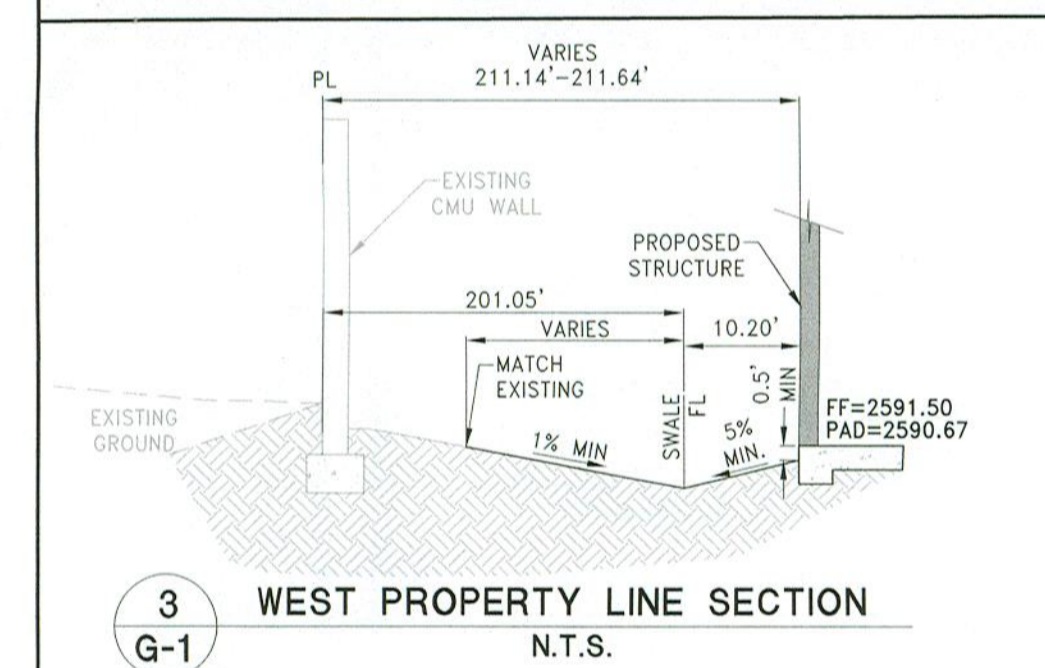 VARIES
211.14'-211.64'
PL
EXISTING
CMU WALL
PROPOSED
STRUCTURE
201.05'
VARIES
10.20'
MATCH
EXISTING
SWALE
FL
0.5'
MIN
FF=2591.50
PAD=2590.67
EXISTING
GROUND
1% MIN
5%
MIN.
3
G-1
WEST PROPERTY LINE SECTION
N.T.S.